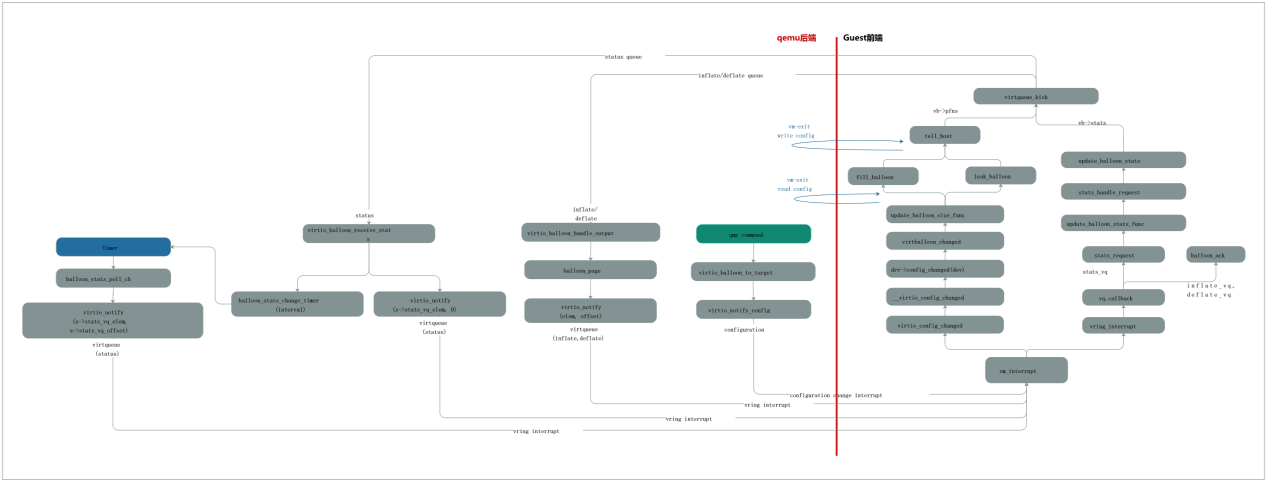 qemu后端
Guest前端
status queue
inflate/deflate queue
virtqueue_kick
vb->pfns
vb->stats
vm-exit
write config
tell_host
update_balloon_stats
fill_balloon
leak_balloon
vm-exit
read config
stats_handle_request
inflate/
deflate
status
update_balloon_size_func
update_balloon_stats_func
virtio_balloon_receive_stat
virtio_balloon_handle_output
qmp command
virtballoon_changed
Timer
stats_request
balloon_ack
balloon_stats_poll_cb
balloon_page
virtio_balloon_to_target
dev->config_changed(dev)
stats_vq
inflate_vq,
deflate_vq
balloon_stats_change_timer
(interval)
virtio_notify
(s->stats_vq_elem, 0)
__virtio_config_changed
vq.callback
virtio_notify
(s->stats_vq_elem,
s->stats_vq_offset)
virtio_notify
(elem, offset)
virtio_notify_config
virtio_config_changed
vring_interrupt
virtqueue
(status)
virtqueue
(status)
virtqueue
(inflate,deflate)
configuration
vm_interrupt
configuration change interrupt
vring interrupt
vring interrupt
vring interrupt